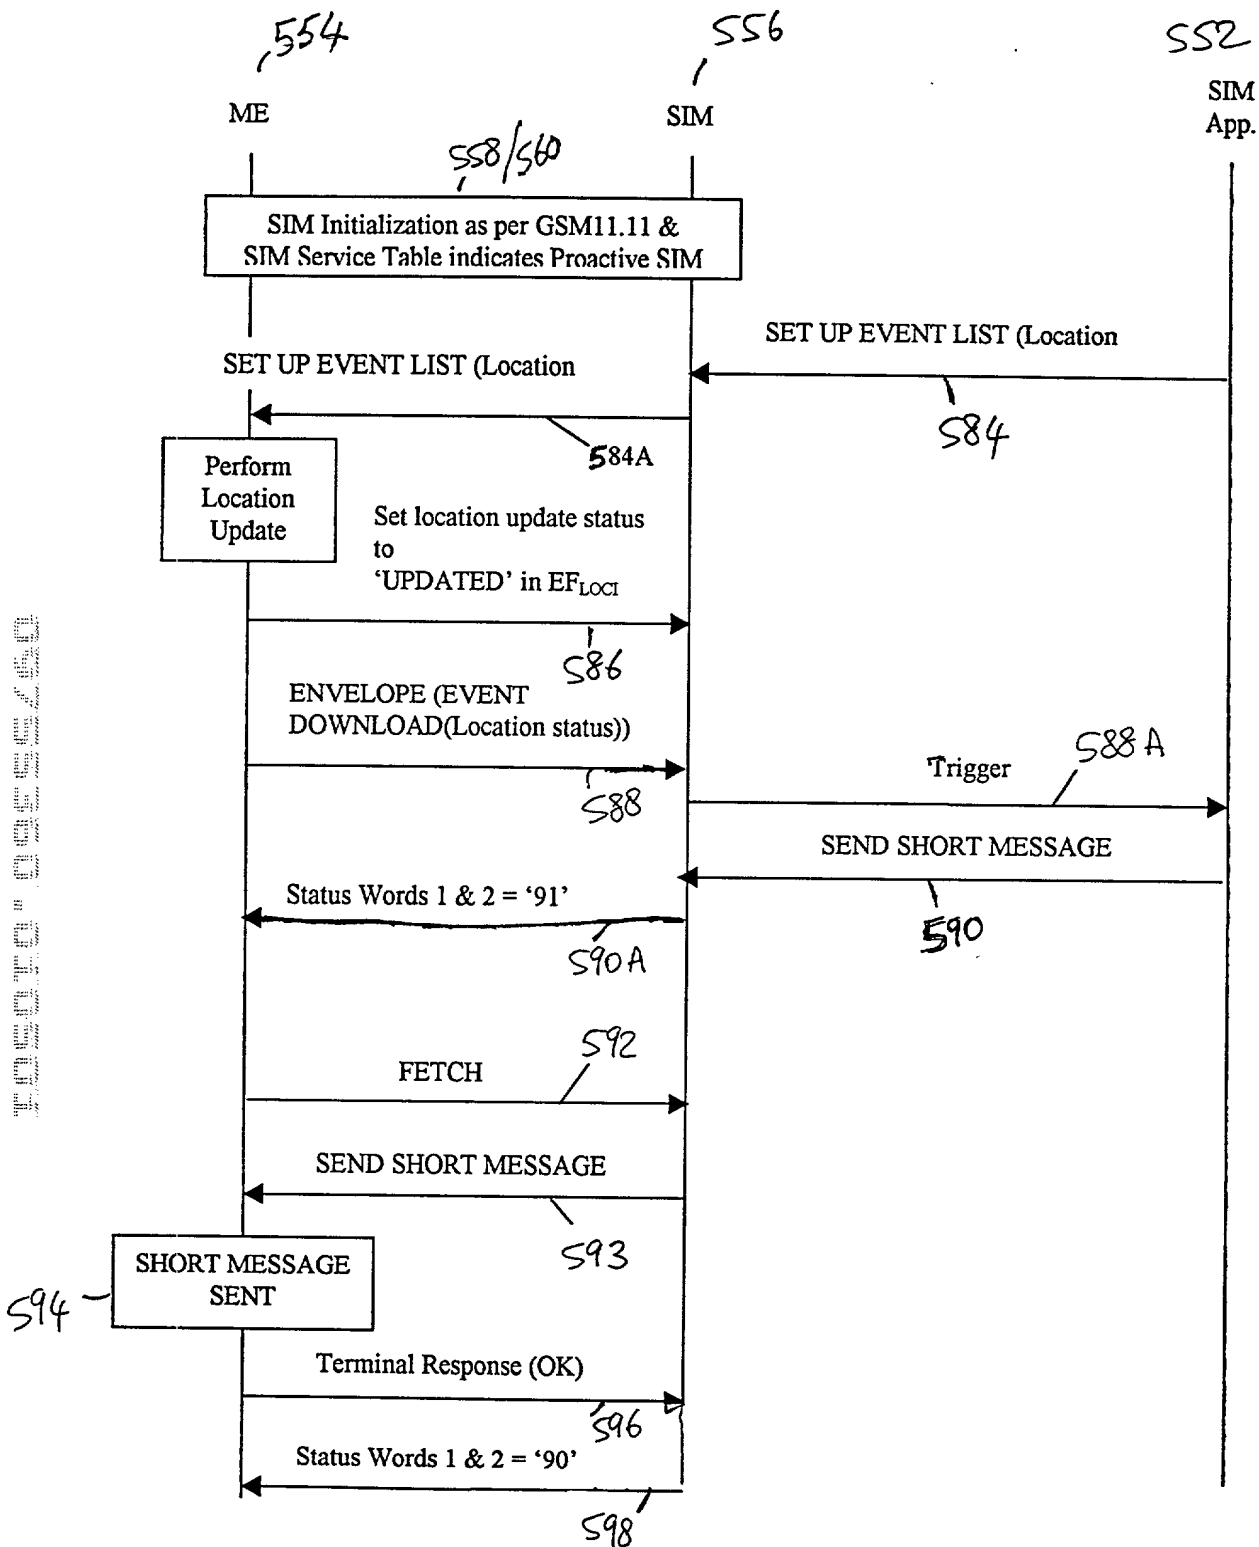 554
556
552
ME
SIM
SIM
App.
558/560
SIM Initialization as per GSM11.11 &
SIM Service Table indicates Proactive SIM
SET UP EVENT LIST (Location
SET UP EVENT LIST (Location
584
584A
Perform
Location
Update
Set location update status
to
‘UPDATED’ in EFLOCI
586
ENVELOPE (EVENT
DOWNLOAD(Location status))
588
Trigger
588A
SEND SHORT MESSAGE
590
Status Words 1 & 2 = ‘91’
590A
592
FETCH
SEND SHORT MESSAGE
593
SHORT MESSAGE
SENT
594
Terminal Response (OK)
596
Status Words 1 & 2 = ‘90’
598